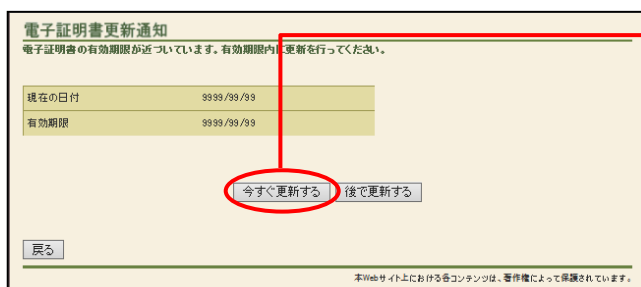 電子証明書更新通知
電子証明書の有効期限が近づいています。有効期限内に更新を行ってください。
現在の日付 9999/99/99
有効期限 9999/99/99
今すぐ更新する 後で更新する
戻る
本Webサイト上における各コンテンツは、著作権によって保護されています。